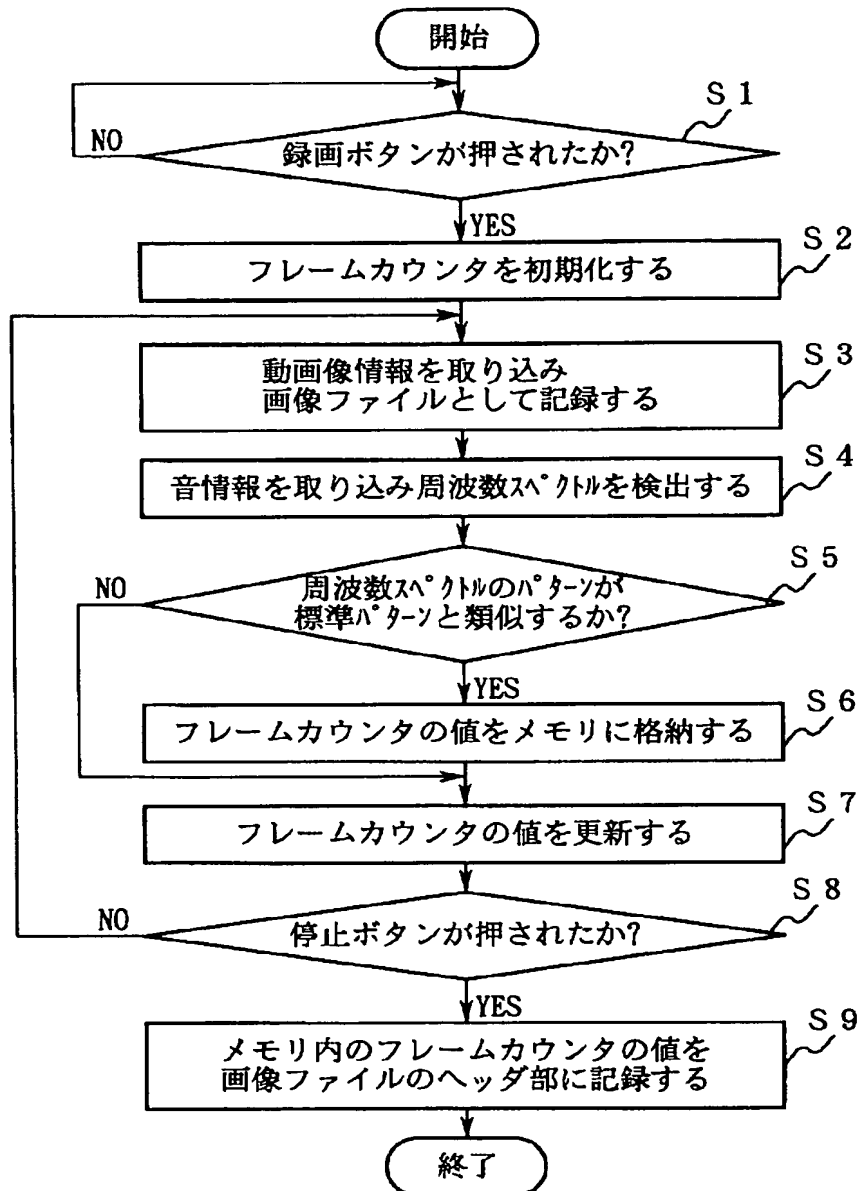 開始
S1
録画ボタンが押されたか?
NO
YES
S2
フレームカウンタを初期化する
S3
動画像情報を取り込み
画像ファイルとして記録する
S4
音情報を取り込み周波数ｽﾍﾟｸﾄﾙを検出する
S5
NO
周波数ｽﾍﾟｸﾄﾙのﾊﾟﾀｰﾝが
標準ﾊﾟﾀｰﾝと類似するか?
YES
S6
フレームカウンタの値をメモリに格納する
S7
フレームカウンタの値を更新する
S8
NO
停止ボタンが押されたか?
YES
S9
メモリ内のフレームカウンタの値を
画像ファイルのヘッダ部に記録する
終了